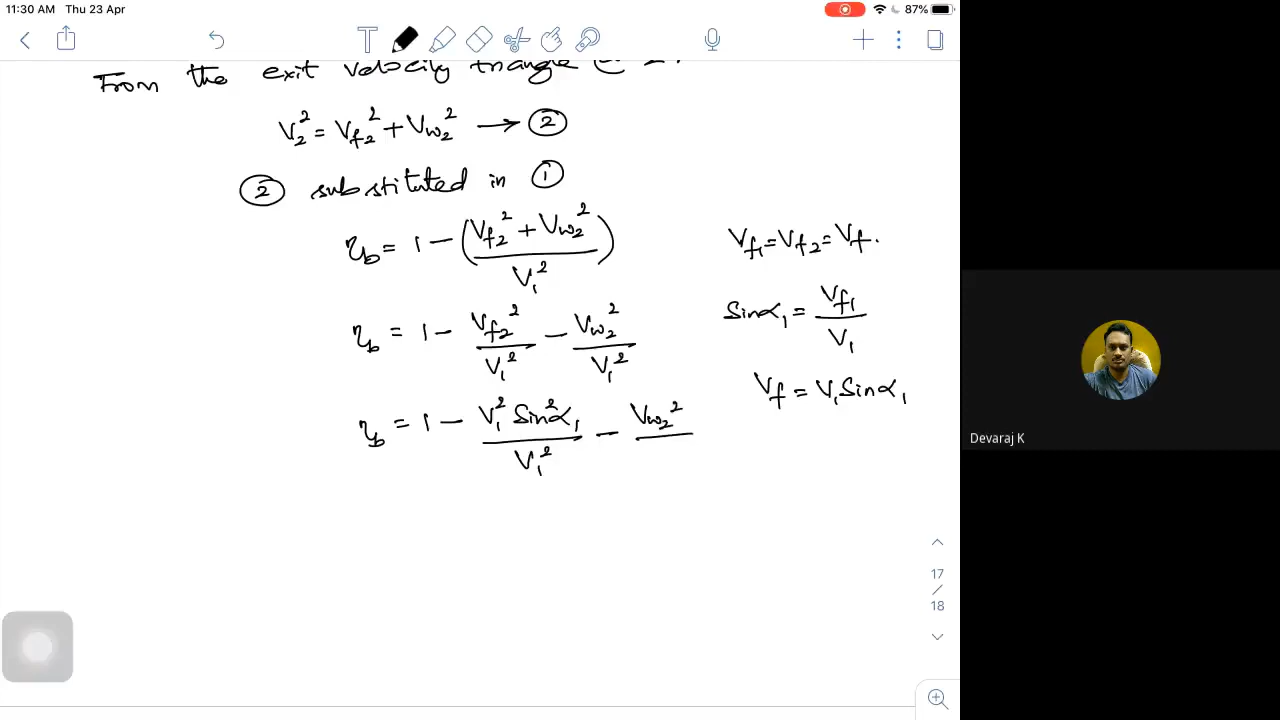 11:30 AM Thu 23 Apr
87%
From the exit velocity triangle @ 2.
V₂² = Vf₂² + Vw₂² → ②
② substituted in ①
ηb = 1 − (Vf₂² + Vw₂² / V₁²)
Vf₁ = Vf₂ = Vf.
ηb = 1 − Vf₂² / V₁² − Vw₂² / V₁²
Sinα₁ = Vf₁ / V₁
Vf = V₁ Sinα₁
ηb = 1 − V₁² Sin²α₁ / V₁² − Vw₂²
Devaraj K
17
/
18